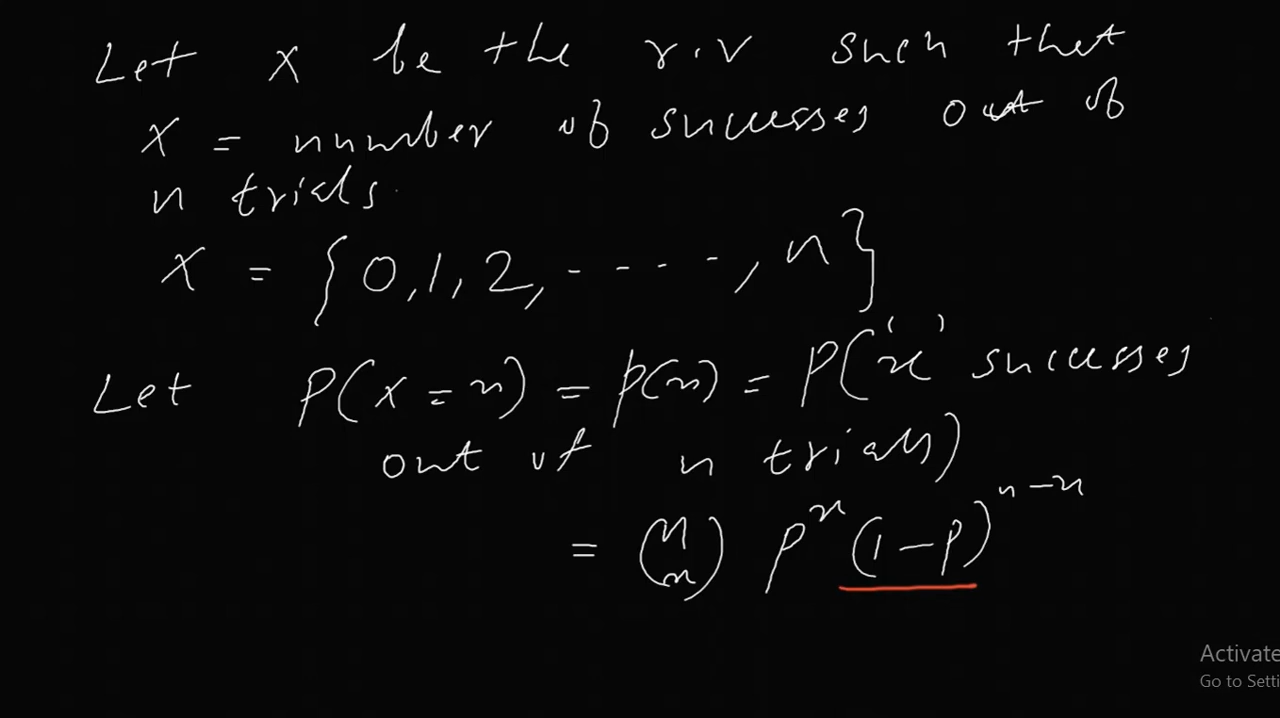 Let X be the r.v such that
X = number of successes out of
n trials.
X = {0, 1, 2, ----, n}
Let P(X = x) = p(x) = P('x' successes
out of n trials)
= (n x) p^x (1-p)^n-x
Activate
Go to Setti